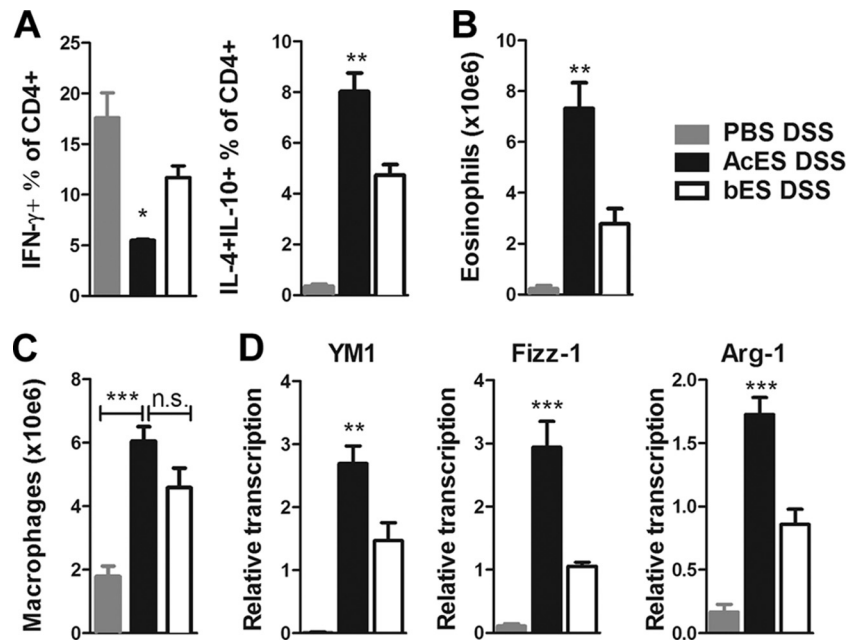 A
IFN-γ+ % of CD4+
25
20
15
10
5
0
*
IL-4+IL-10+ % of CD4+
10
8
6
4
2
0
**
B
Eosinophils (x10e6)
10
8
6
4
2
0
**
PBS DSS
AcES DSS
bES DSS
C
Macrophages (x10e6)
8
6
4
2
0
*** n.s.
D
YM1
Relative transcription
4
3
2
1
0
**
Fizz-1
Relative transcription
4
3
2
1
0
***
Arg-1
Relative transcription
2.0
1.5
1.0
0.5
0.0
***